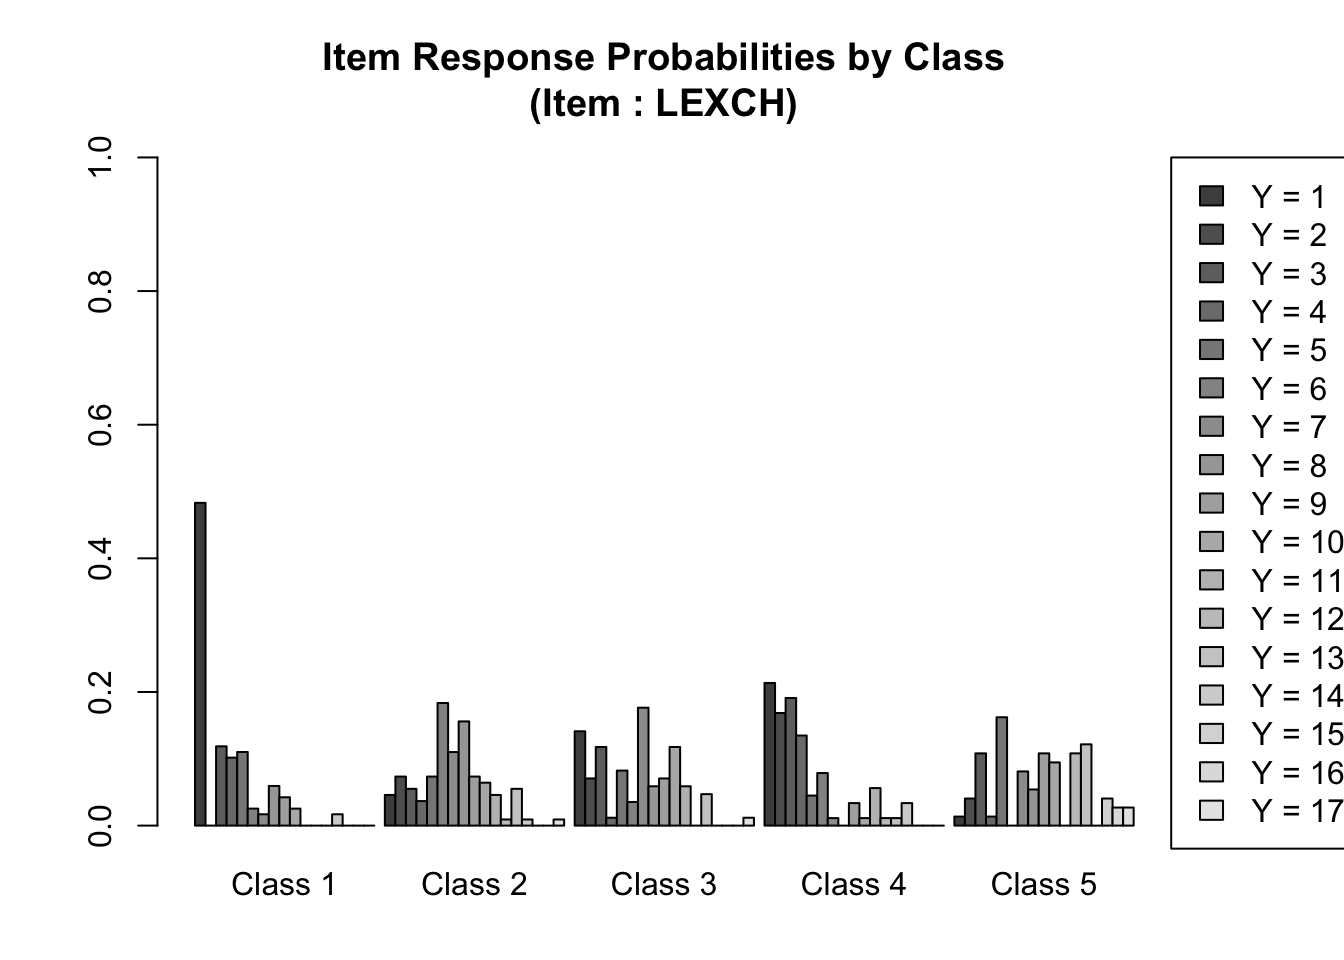 Item Response Probabilities by Class
(Item : LEXCH)
1.0
0.8
0.6
0.4
0.2
0.0
Class 1
Class 2
Class 3
Class 4
Class 5
Y = 1
Y = 2
Y = 3
Y = 4
Y = 5
Y = 6
Y = 7
Y = 8
Y = 9
Y = 10
Y = 11
Y = 12
Y = 13
Y = 14
Y = 15
Y = 16
Y = 17